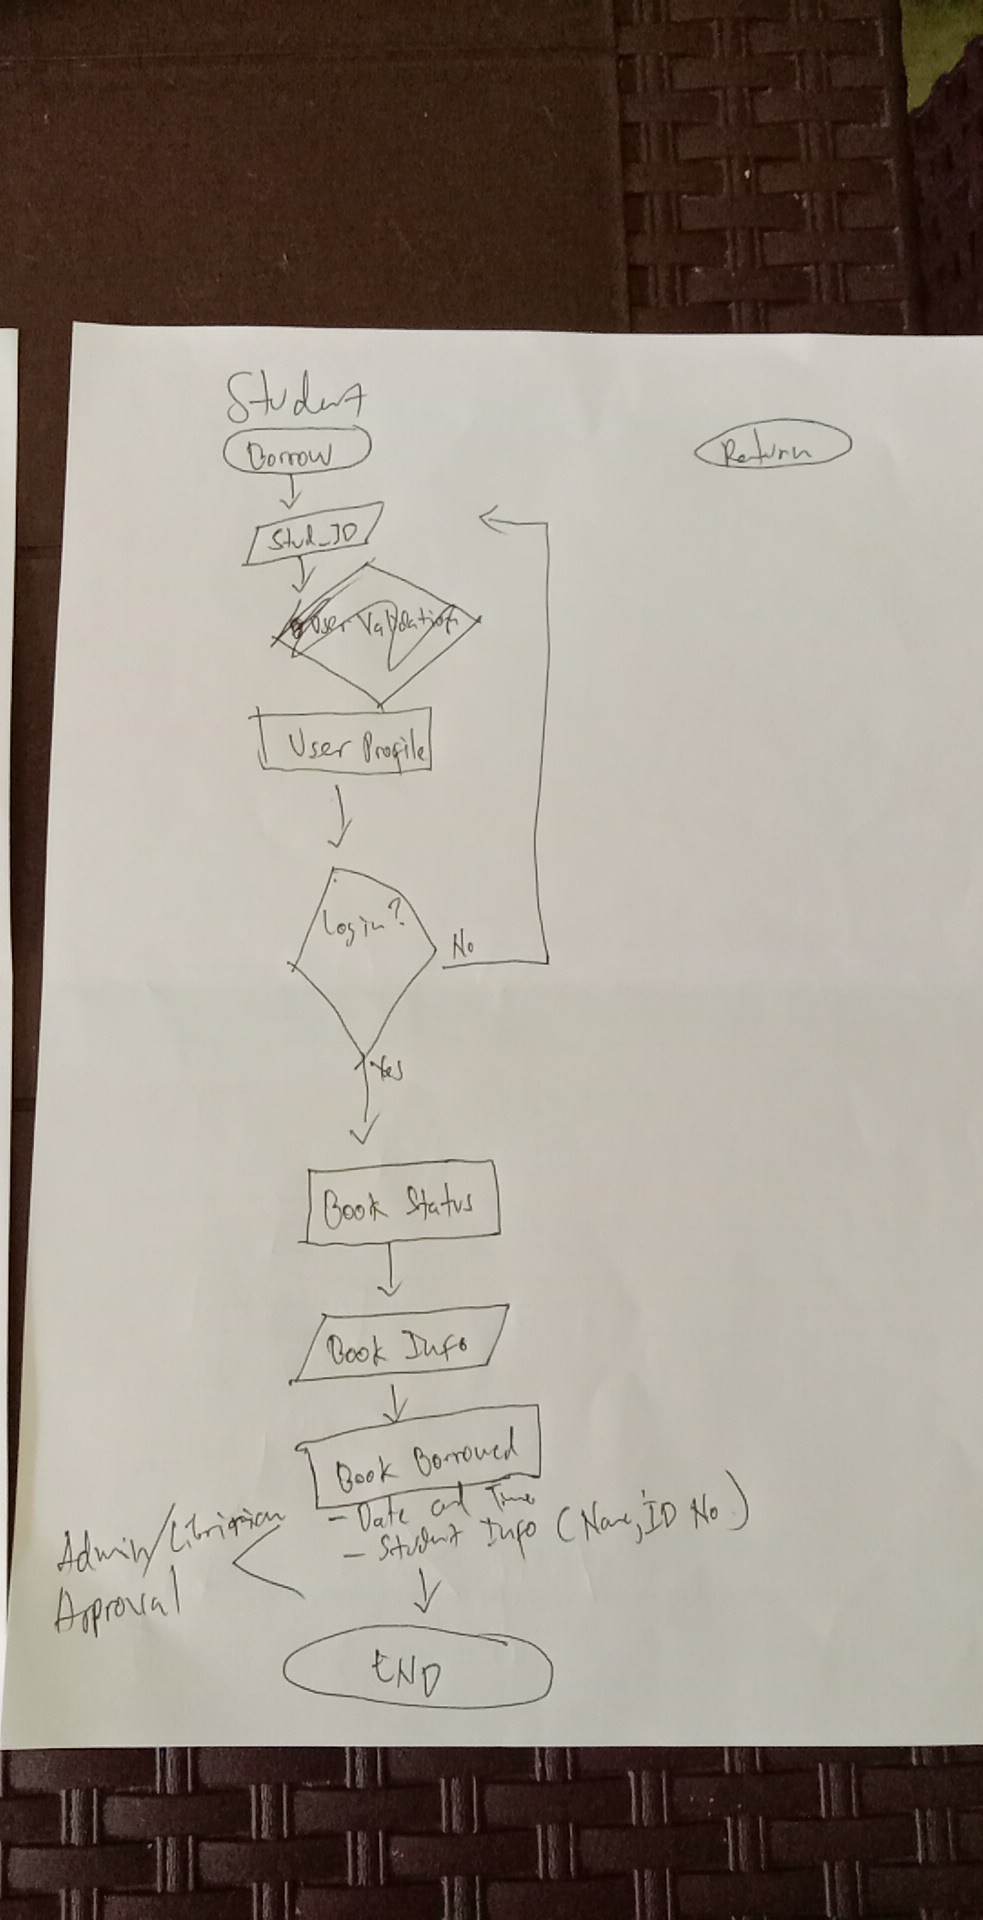 Student
Borrow
Return
Stud_ID
User Validation
User Profile
Login?
No
Yes
Book Status
Book Info
Book Borrowed
- Date and Time
- Student Info (Name, ID No.)
Admin/Librarian
Approval
END